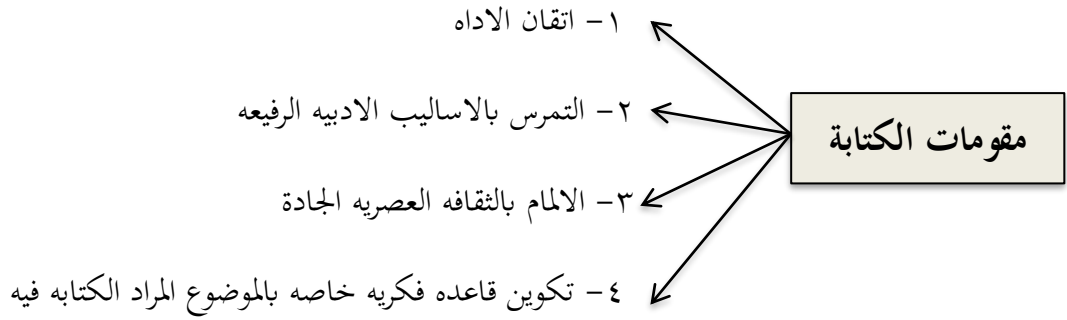 مقومات الكتابة
١- اتقان الاداه
٢- التمرس بالاساليب الادبيه الرفيعه
٣- الالمام بالثقافه العصريه الجادة
٤- تكوين قاعده فكريه خاصه بالموضوع المراد الكتابه فيه